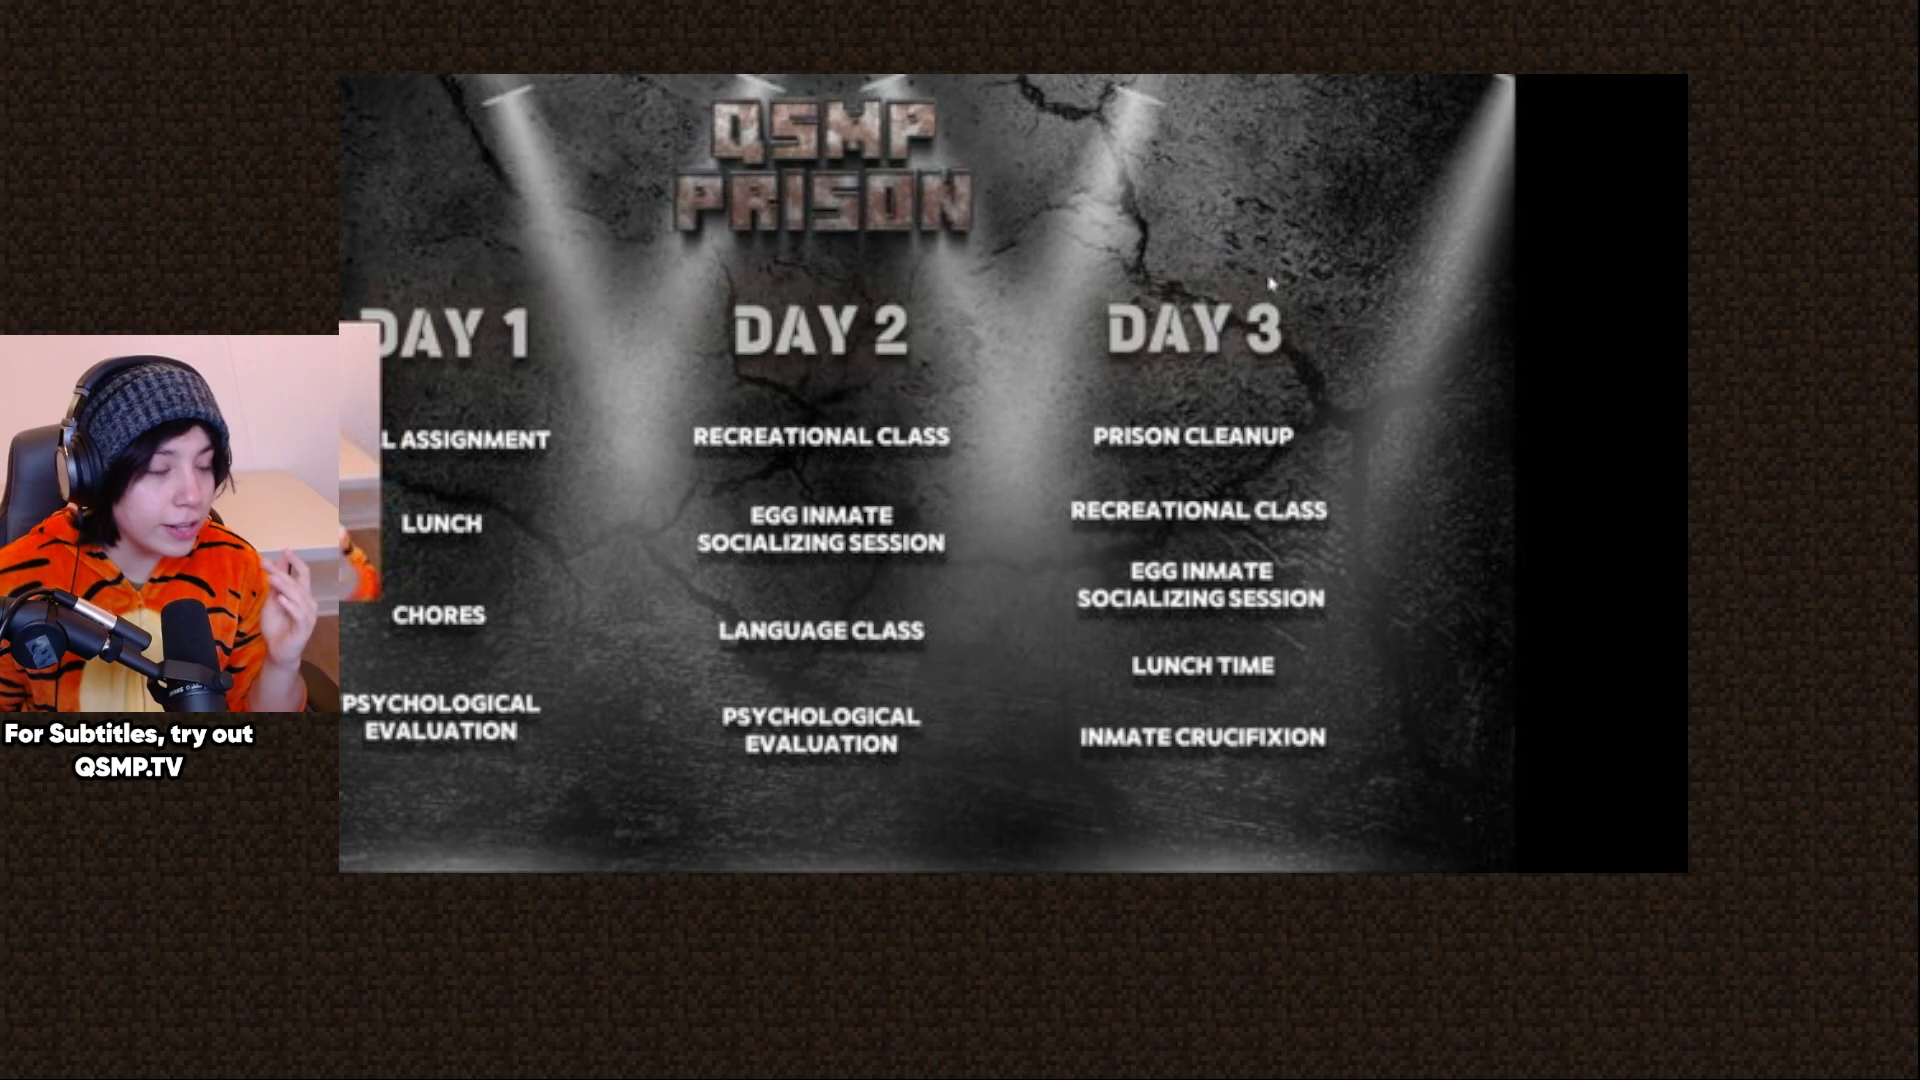 QSMP
PRISON
DAY 1
L ASSIGNMENT
LUNCH
CHORES
PSYCHOLOGICAL
EVALUATION
DAY 2
RECREATIONAL CLASS
EGG INMATE
SOCIALIZING SESSION
LANGUAGE CLASS
PSYCHOLOGICAL
EVALUATION
DAY 3
PRISON CLEANUP
RECREATIONAL CLASS
EGG INMATE
SOCIALIZING SESSION
LUNCH TIME
INMATE CRUCIFIXION
For Subtitles, try out
QSMP.TV